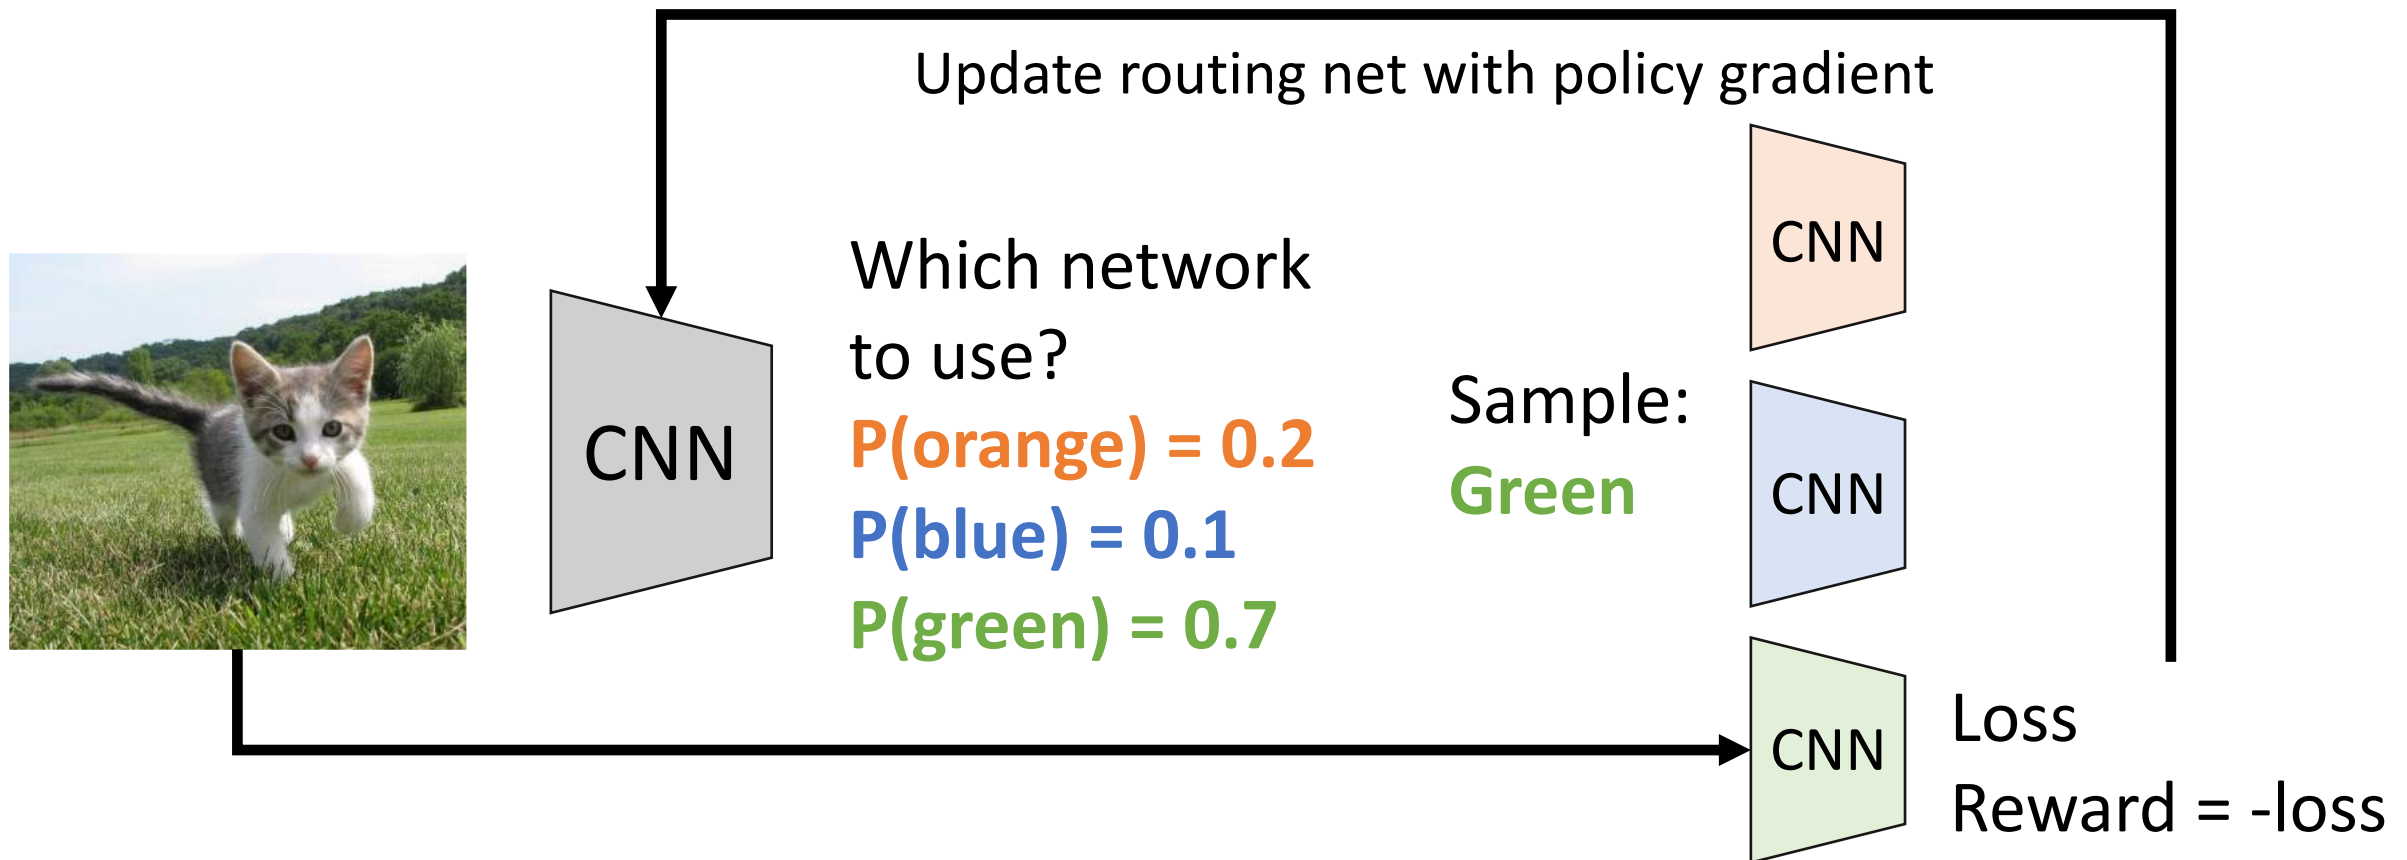 Update routing net with policy gradient
CNN
Which network
to use?
P(orange) = 0.2
P(blue) = 0.1
P(green) = 0.7
Sample:
Green
CNN
CNN
CNN
Loss
Reward = -loss